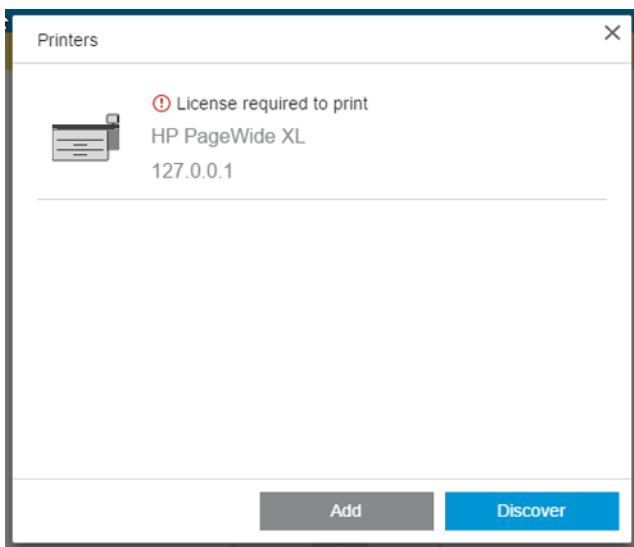 Printers
License required to print
HP PageWide XL
127.0.0.1
Add
Discover